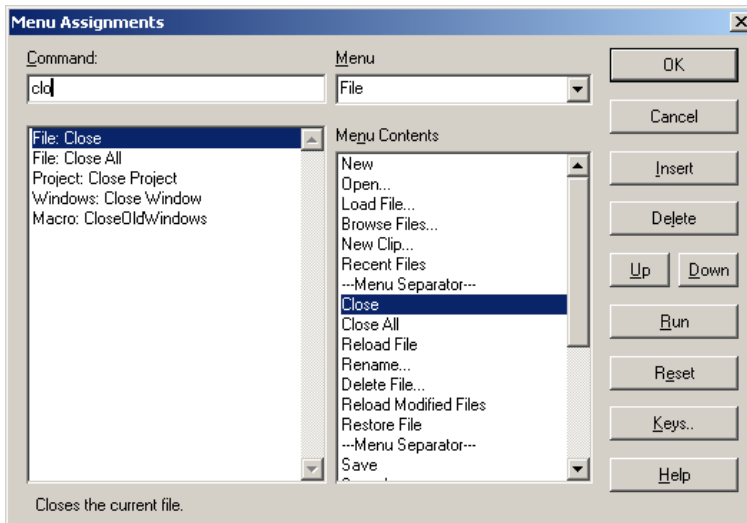 Menu Assignments
Command:
clo
File: Close
File: Close All
Project: Close Project
Windows: Close Window
Macro: CloseOldWindows
Menu
File
Menu Contents
New
Open...
Load File...
Browse Files...
New Clip...
Recent Files
---Menu Separator---
Close
Close All
Reload File
Rename...
Delete File...
Reload Modified Files
Restore File
---Menu Separator---
Save
OK
Cancel
Insert
Delete
Up Down
Run
Reset
Keys..
Help
Closes the current file.